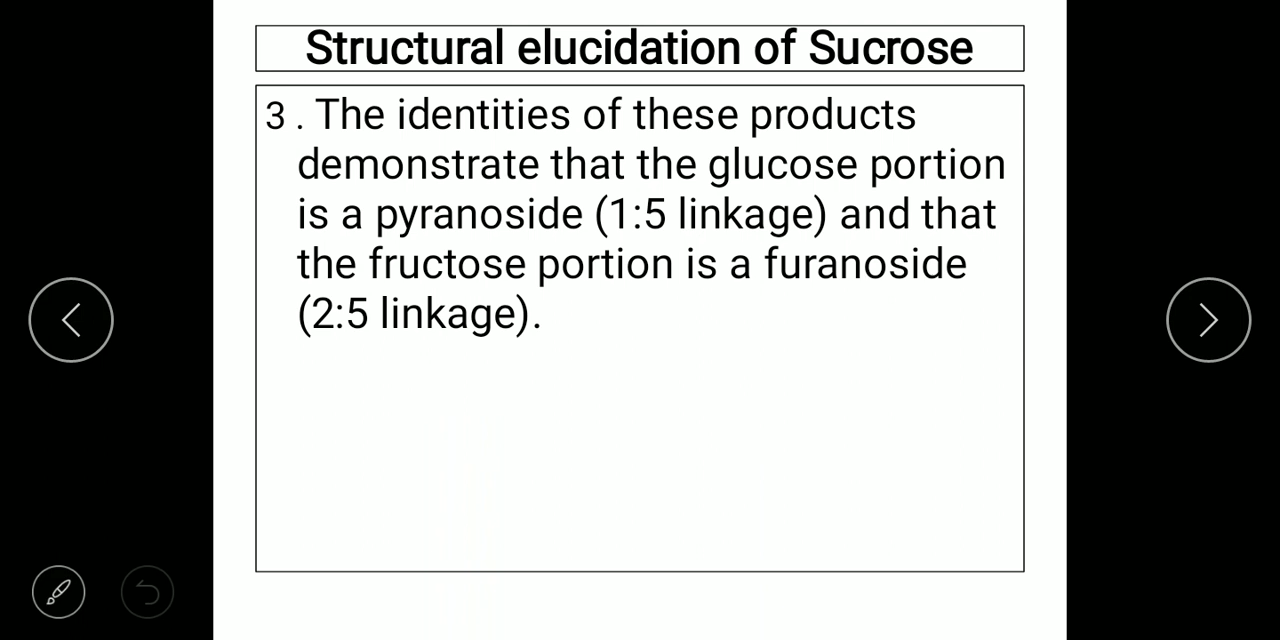 Structural elucidation of Sucrose
3 . The identities of these products
demonstrate that the glucose portion
is a pyranoside (1:5 linkage) and that
the fructose portion is a furanoside
(2:5 linkage).